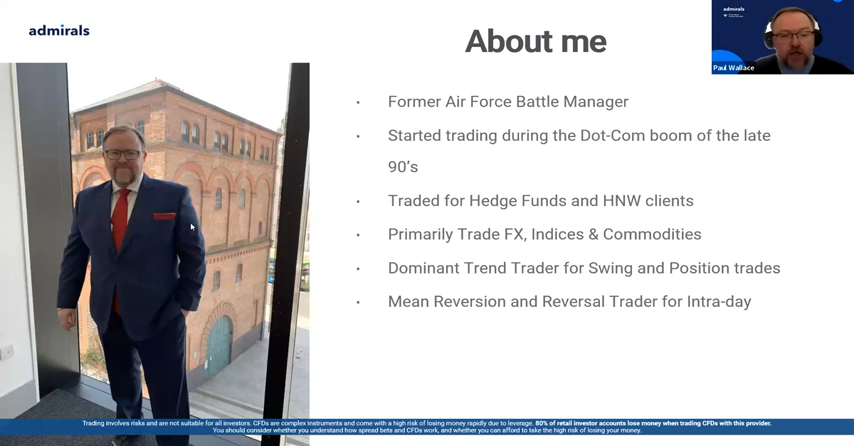 admirals
About me
admirals
Paul Wallace
• Former Air Force Battle Manager
• Started trading during the Dot-Com boom of the late
90’s
• Traded for Hedge Funds and HNW clients
• Primarily Trade FX, Indices & Commodities
• Dominant Trend Trader for Swing and Position trades
• Mean Reversion and Reversal Trader for Intra-day
Trading involves risks and are not suitable for all investors. CFDs are complex instruments and come with a high risk of losing money rapidly due to leverage. 80% of retail investor accounts lose money when trading CFDs with this provider.
You should consider whether you understand how spread bets and CFDs work, and whether you can afford to take the high risk of losing your money.